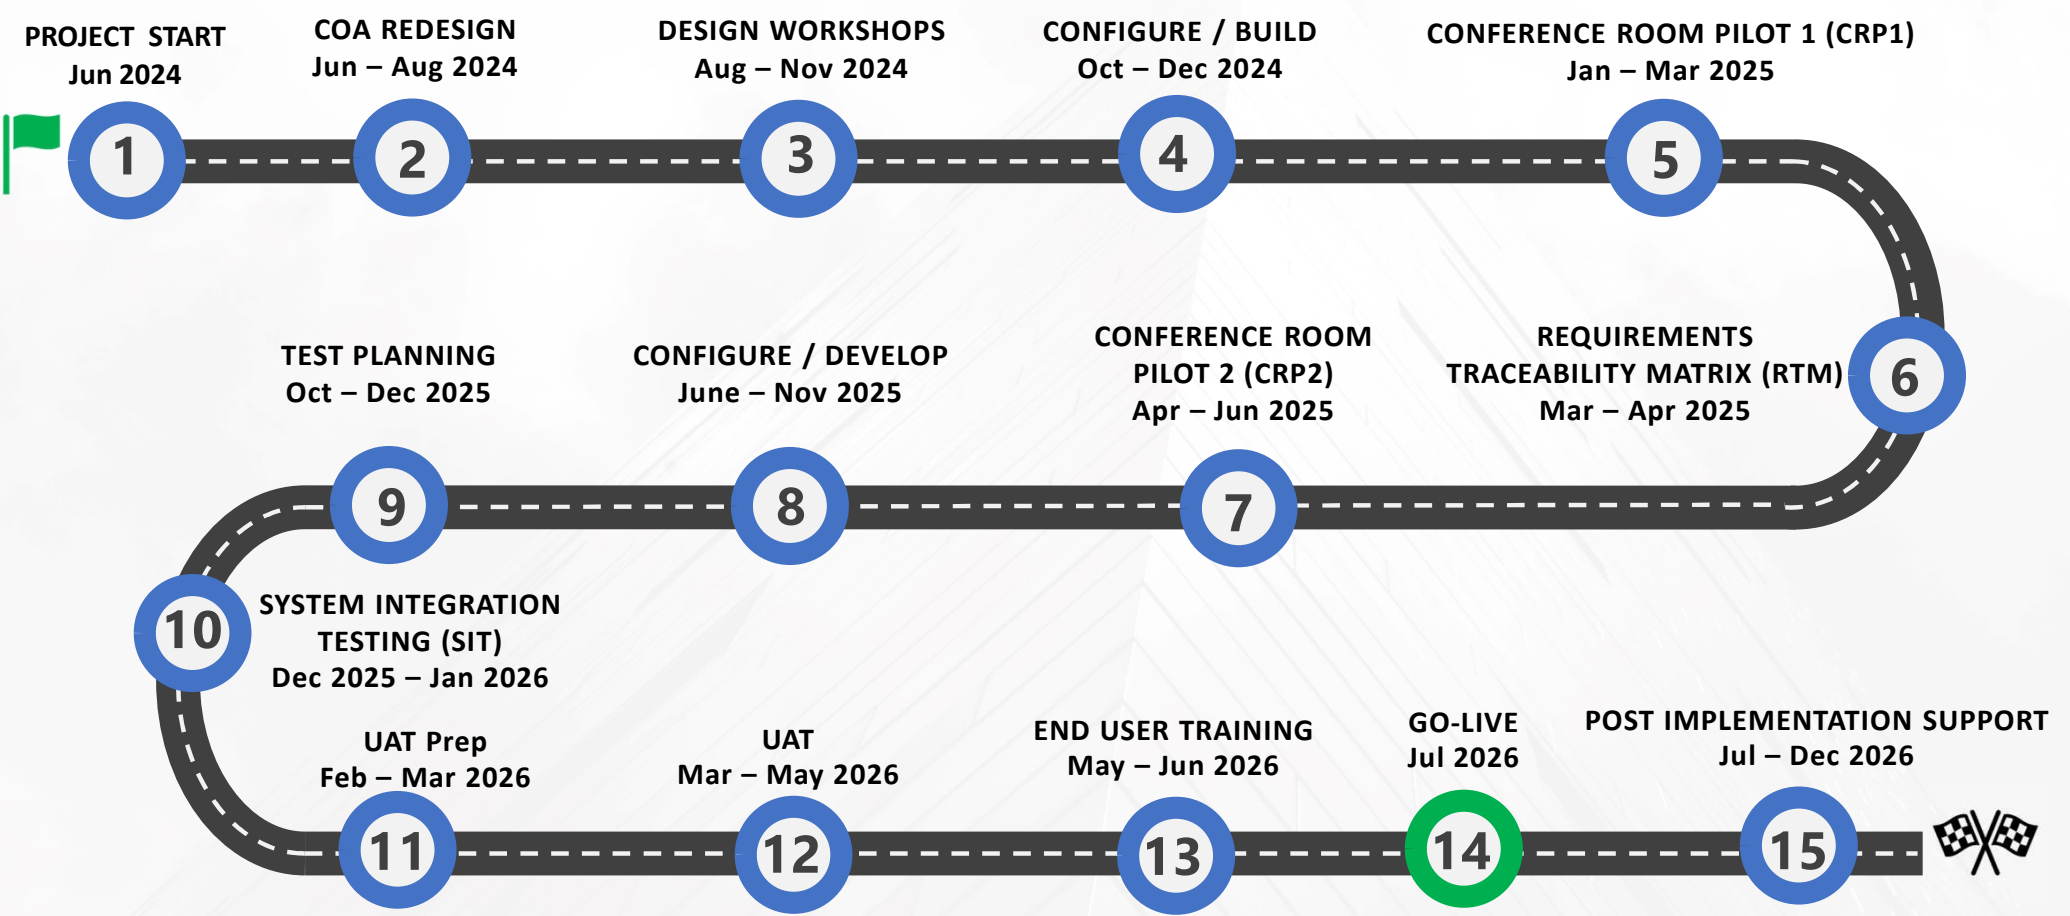 PROJECT START
Jun 2024
1
COA REDESIGN
Jun – Aug 2024
2
DESIGN WORKSHOPS
Aug – Nov 2024
3
CONFIGURE / BUILD
Oct – Dec 2024
4
CONFERENCE ROOM PILOT 1 (CRP1)
Jan – Mar 2025
5
REQUIREMENTS
TRACEABILITY MATRIX (RTM)
Mar – Apr 2025
6
CONFERENCE ROOM
PILOT 2 (CRP2)
Apr – Jun 2025
7
CONFIGURE / DEVELOP
June – Nov 2025
8
TEST PLANNING
Oct – Dec 2025
9
SYSTEM INTEGRATION
TESTING (SIT)
Dec 2025 – Jan 2026
10
UAT Prep
Feb – Mar 2026
11
UAT
Mar – May 2026
12
END USER TRAINING
May – Jun 2026
13
GO-LIVE
Jul 2026
14
POST IMPLEMENTATION SUPPORT
Jul – Dec 2026
15